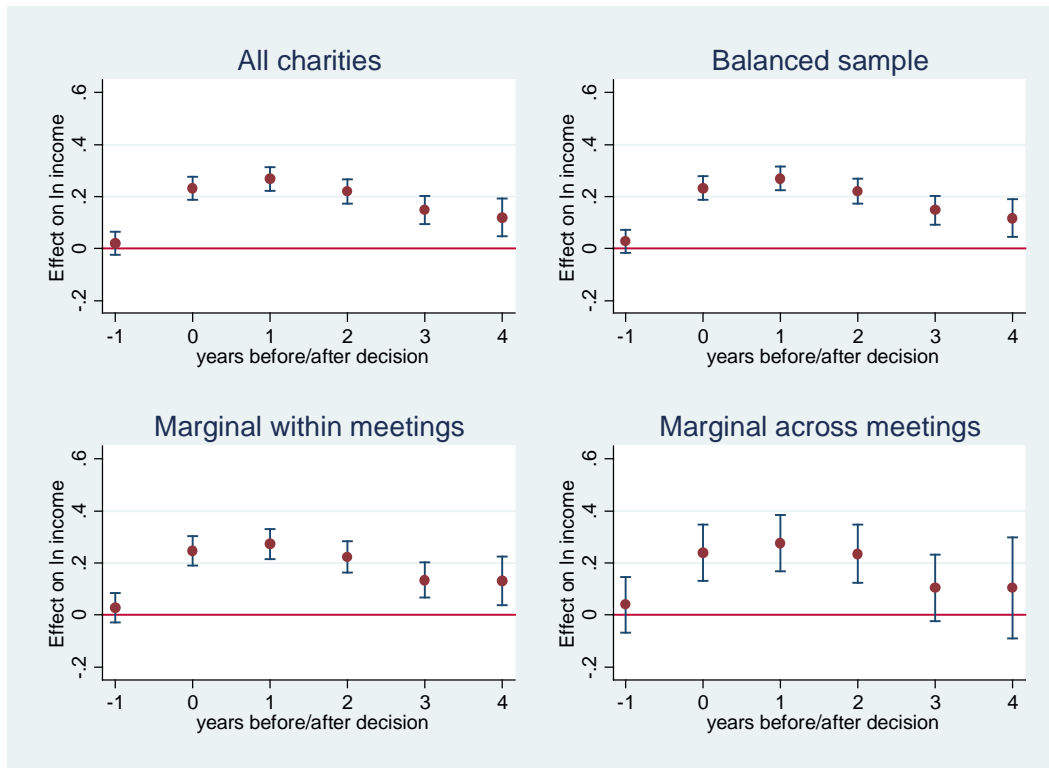 All charities
Effect on ln income
-.2 0 .2 .4 .6
-1 0 1 2 3 4
years before/after decision
Balanced sample
Effect on ln income
-.2 0 .2 .4 .6
-1 0 1 2 3 4
years before/after decision
Marginal within meetings
Effect on ln income
-.2 0 .2 .4 .6
-1 0 1 2 3 4
years before/after decision
Marginal across meetings
Effect on ln income
-.2 0 .2 .4 .6
-1 0 1 2 3 4
years before/after decision